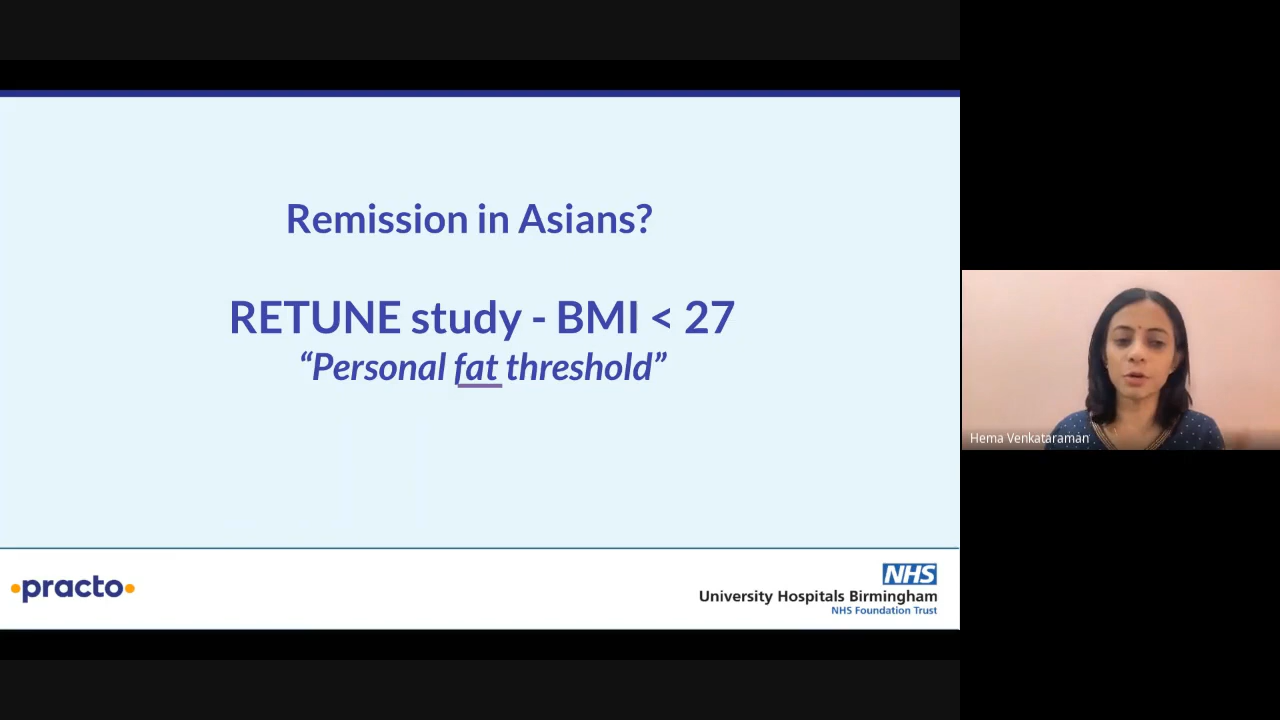 Remission in Asians?
RETUNE study - BMI < 27
“Personal fat threshold”
practo
NHS
University Hospitals Birmingham
NHS Foundation Trust
Hema Venkataraman